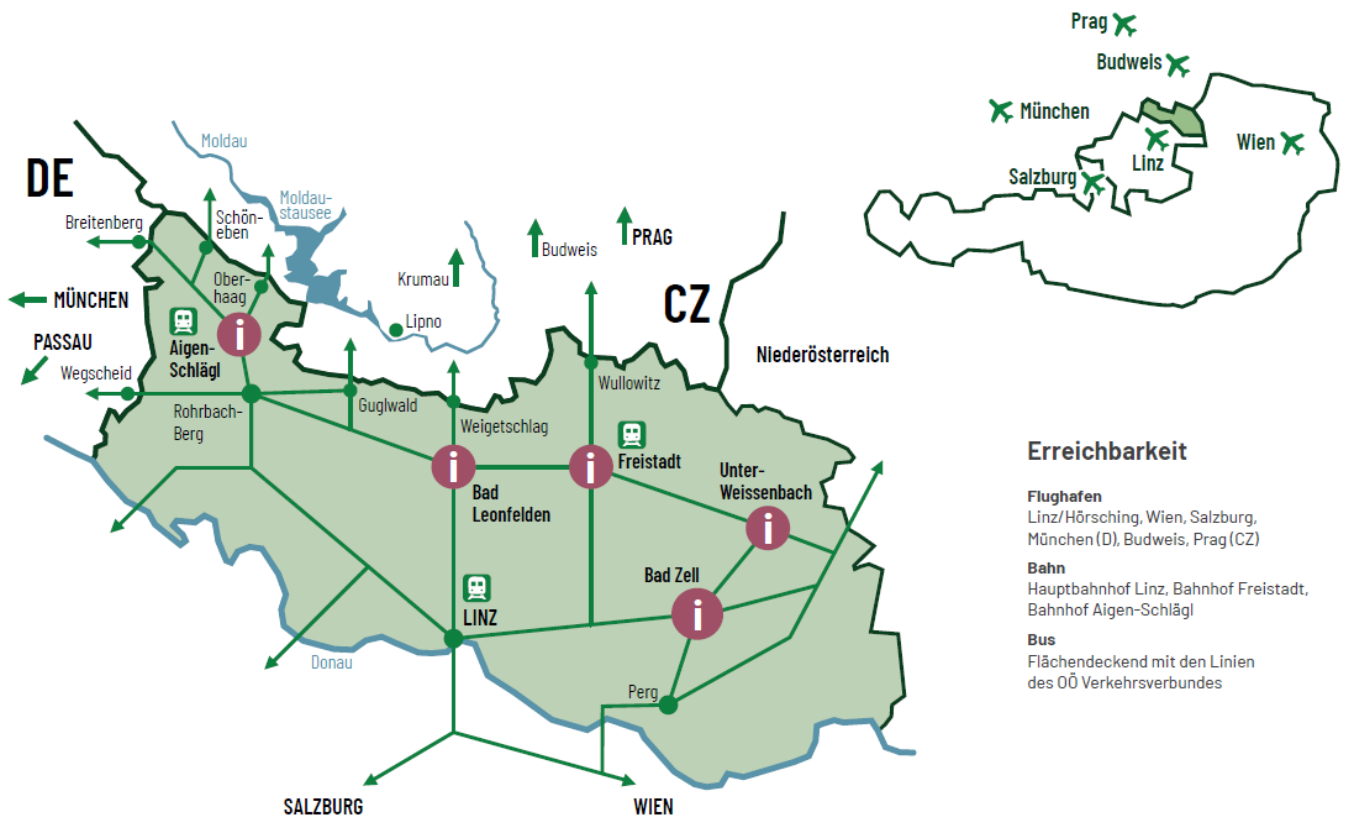 Prag
Budweis
München
Wien
Linz
Salzburg
Moldau
DE
Moldau-
stausee
Breitenberg
Schön-
eben
Budweis
PRAG
Ober-
haag
Krumau
CZ
MÜNCHEN
Lipno
PASSAU
Aigen-
Schlägl
i
Niederösterreich
Wegscheid
Wullowitz
Rohrbach-
Berg
Guglwald
Weigetschlag
i
Bad
Leonfelden
i
Freistadt
Unter-
Weissenbach
i
Bad Zell
i
LINZ
Donau
Perg
SALZBURG
WIEN
Erreichbarkeit
Flughafen
Linz/Hörsching, Wien, Salzburg,
München (D), Budweis, Prag (CZ)
Bahn
Hauptbahnhof Linz, Bahnhof Freistadt,
Bahnhof Aigen-Schlägl
Bus
Flächendeckend mit den Linien
des OÖ Verkehrsverbundes